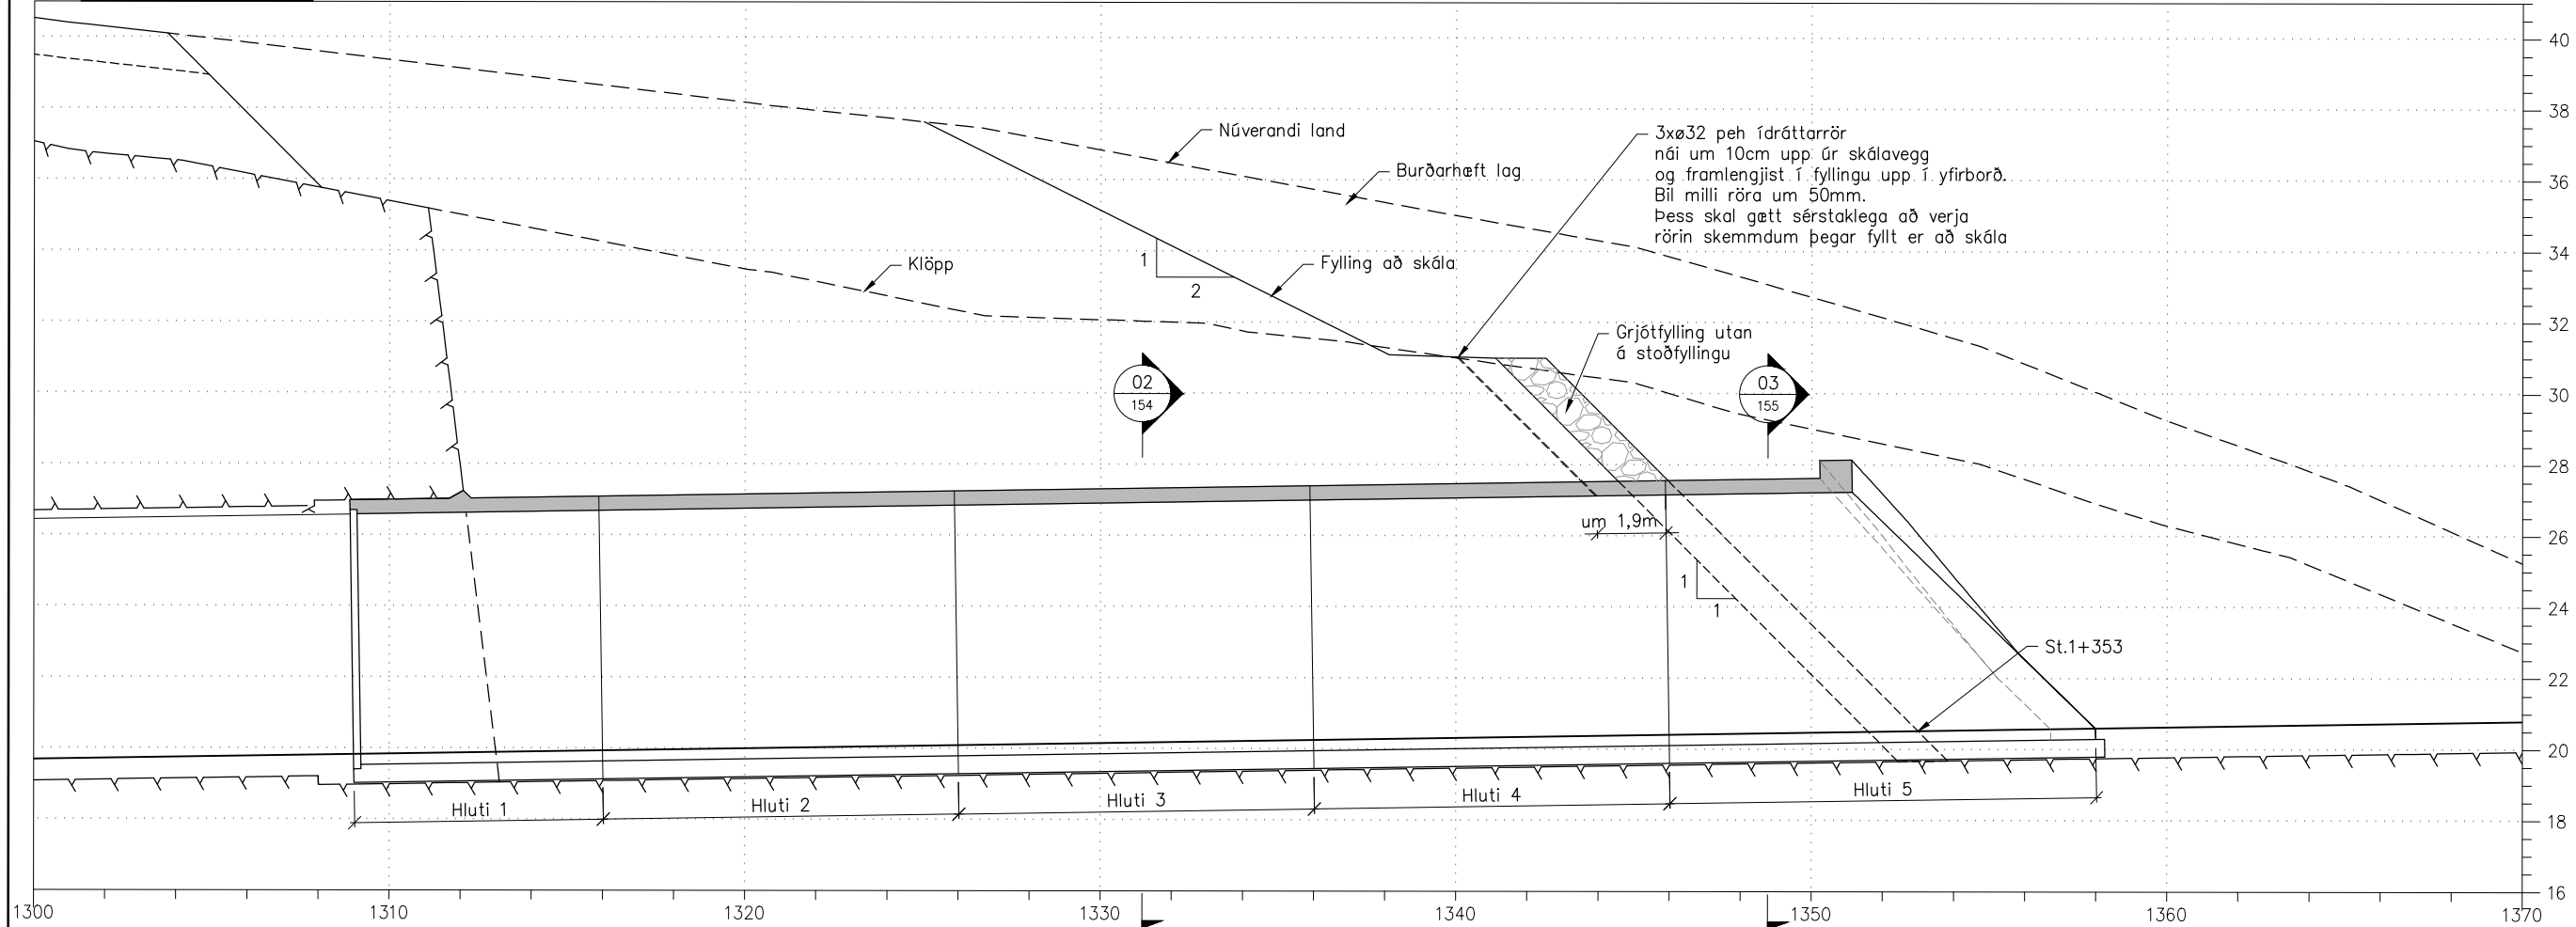 40
38
36
34
32
30
28
26
24
22
20
18
16
Núverandi land
Burðarhæft lag
3xø32 peh ídráttarrör
nái um 10cm upp úr skálavegg
og framlengjist í fyllingu upp í yfirborð.
Bil milli röra um 50mm.
Þess skal gætt sérstaklega að verja
rörin skemmdum þegar fyllt er að skála
Klöpp
1
2
Fylling að skála
Grjótfylling utan
á stoðfyllingu
02
154
03
155
um 1,9m
1
1
St.1+353
Hluti 1
Hluti 2
Hluti 3
Hluti 4
Hluti 5
1300
1310
1320
1330
1340
1350
1360
1370